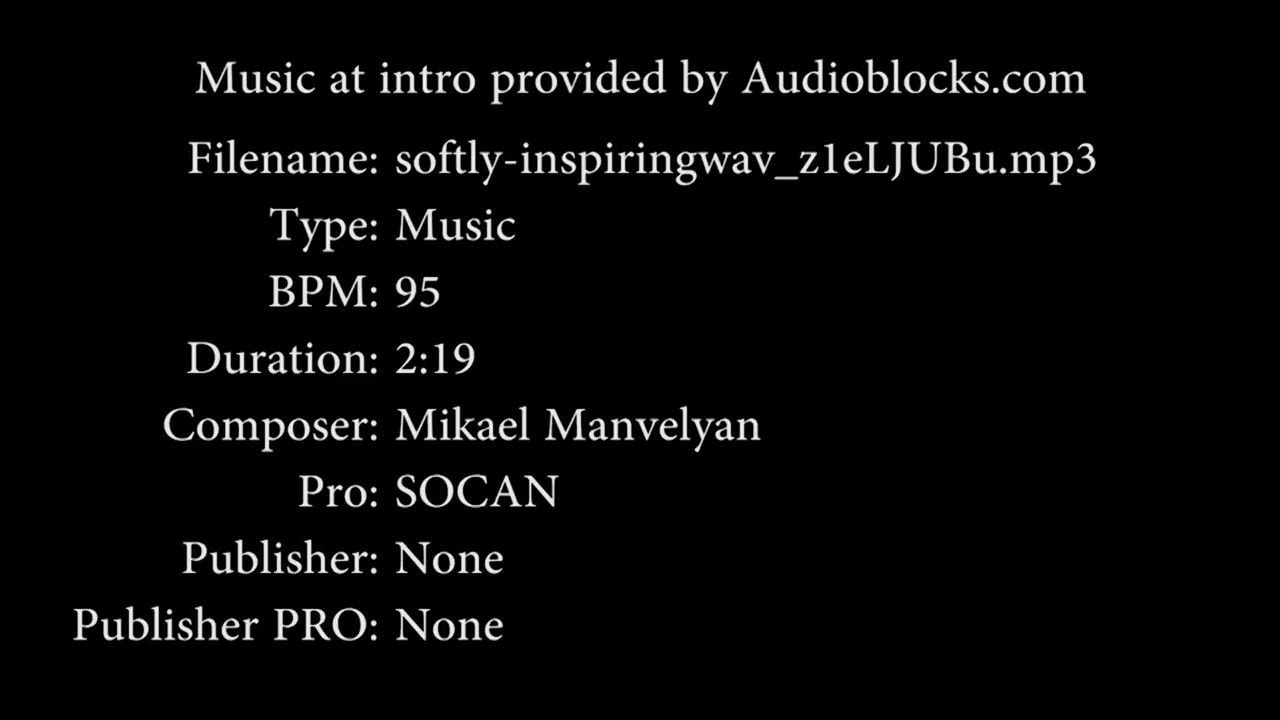 Music at intro provided by Audioblocks.com
Filename: softly-inspiringwav_z1eLJUBu.mp3
Type: Music
BPM: 95
Duration: 2:19
Composer: Mikael Manvelyan
Pro: SOCAN
Publisher: None
Publisher PRO: None